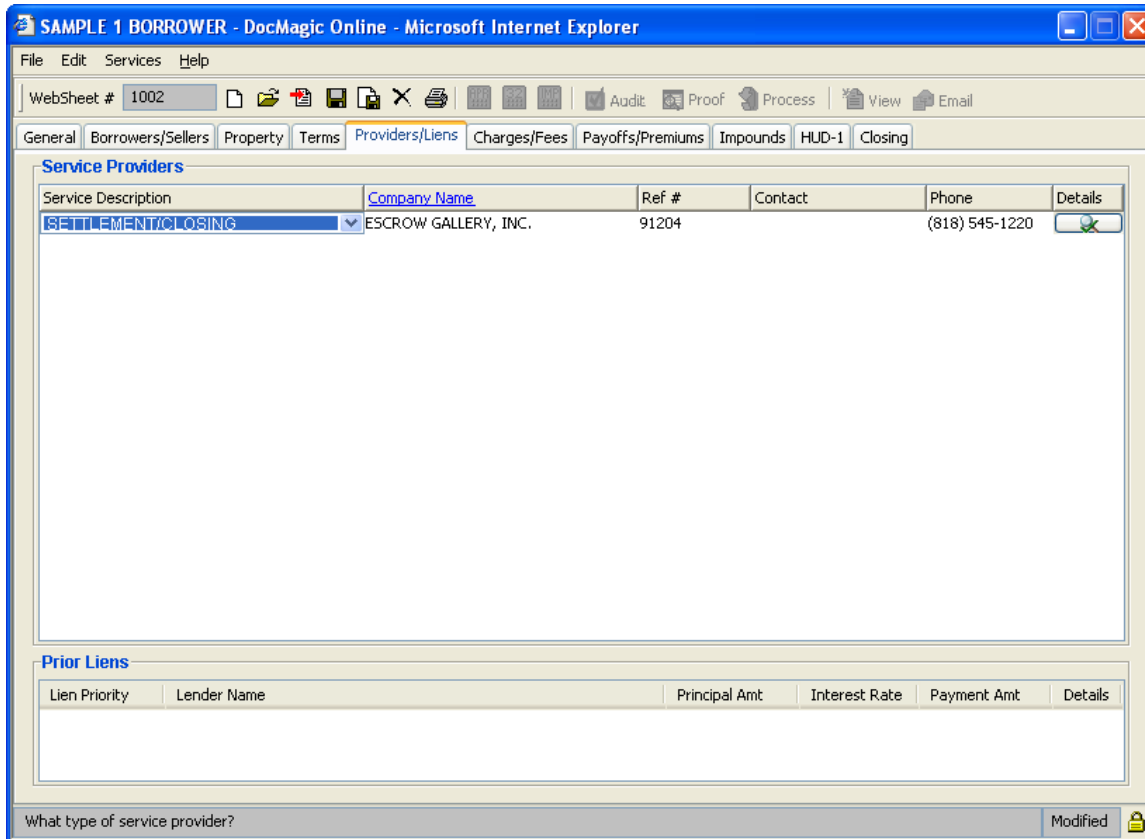 SAMPLE 1 BORROWER - DocMagic Online - Microsoft Internet Explorer
File Edit Services Help
WebSheet # 1002 Audit Proof Process View Email
General Borrowers/Sellers Property Terms Providers/Liens Charges/Fees Payoffs/Premiums Impounds HUD-1 Closing
Service Providers
Service Description Company Name Ref # Contact Phone Details
SETTLEMENT/CLOSING ESCROW GALLERY, INC. 91204 (818) 545-1220
Prior Liens
Lien Priority Lender Name Principal Amt Interest Rate Payment Amt Details
What type of service provider? Modified